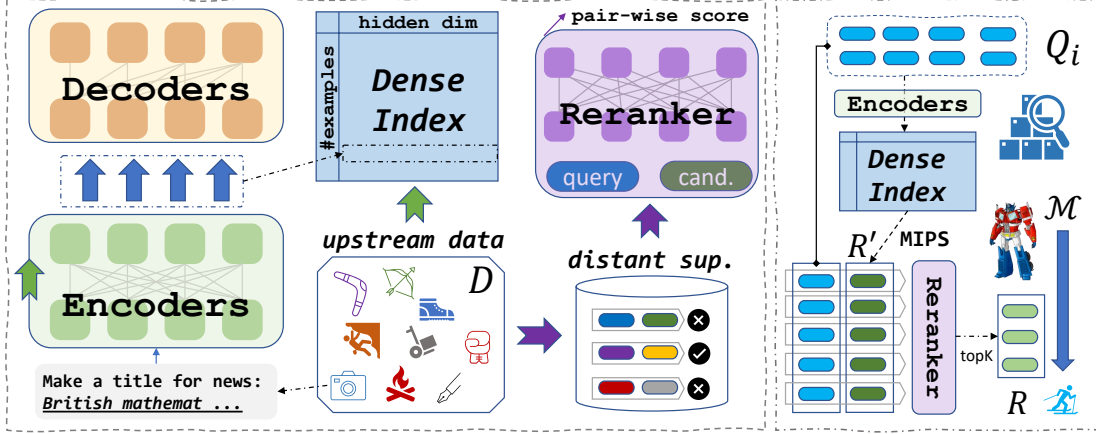 Decoders
Encoders
Make a title for news:
British mathemat ...
hidden dim
#examples
Dense
Index
upstream data
D
pair-wise score
Reranker
query
cand.
distant sup.
Q_i
Encoders
Dense
Index
R′
MIPS
Reranker
topK
ℳ
R